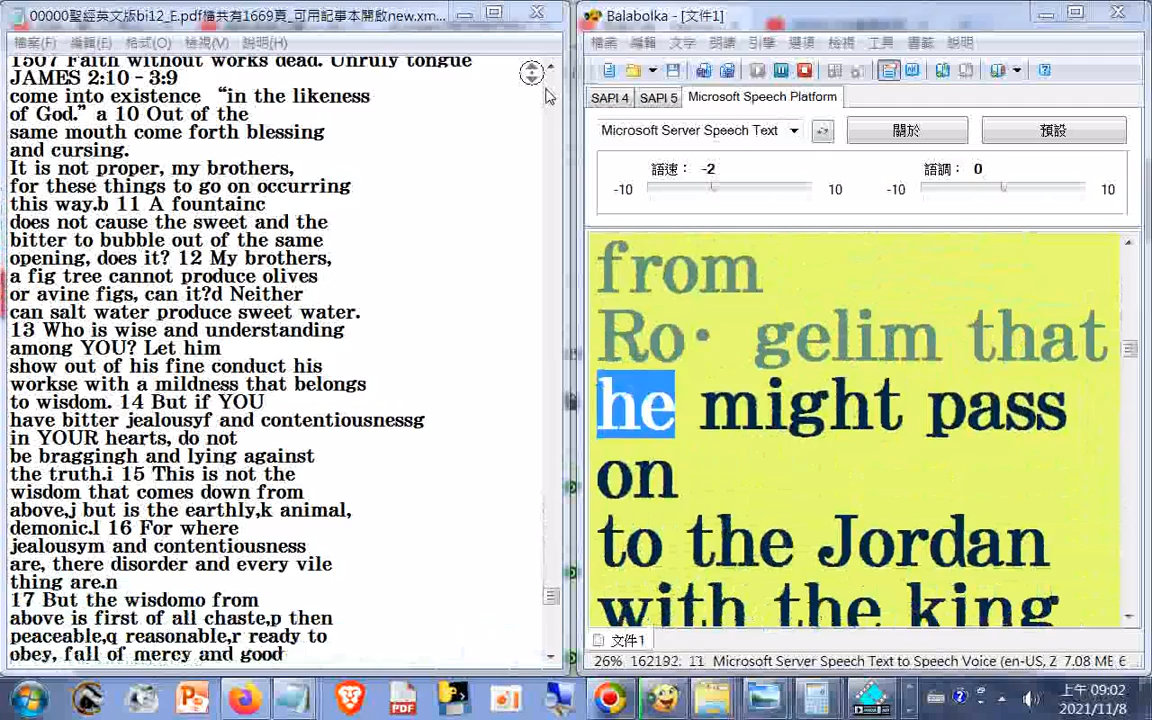 00000聖經英文版bi12_E.pdf檔共有1669頁_可用記事本開啟new.xm...
檔案(F) 編輯(E) 格式(O) 檢視(V) 說明(H)
1507 Faith without works dead. Unruly tongue
JAMES 2:10 - 3:9
come into existence “in the likeness
of God.” a 10 Out of the
same mouth come forth blessing
and cursing.
It is not proper, my brothers,
for these things to go on occurring
this way.b 11 A fountainc
does not cause the sweet and the
bitter to bubble out of the same
opening, does it? 12 My brothers,
a fig tree cannot produce olives
or avine figs, can it?d Neither
can salt water produce sweet water.
13 Who is wise and understanding
among YOU? Let him
show out of his fine conduct his
workse with a mildness that belongs
to wisdom. 14 But if YOU
have bitter jealousyf and contentiousnessg
in YOUR hearts, do not
be braggingh and lying against
the truth.i 15 This is not the
wisdom that comes down from
above,j but is the earthly,k animal,
demonic.l 16 For where
jealousym and contentiousness
are, there disorder and every vile
thing are.n
17 But the wisdomo from
above is first of all chaste,p then
peaceable,q reasonable,r ready to
obey, full of mercy and good
Balabolka - [文件1]
檔案 編輯 文字 朗讀 引擎 選項 檢視 工具 書籤 說明
SAPI 4 SAPI 5 Microsoft Speech Platform
Microsoft Server Speech Text 關於 預設
語速： -2 語調： 0
-10 10 -10 10
from
Ro· gelim that
he might pass
on
to the Jordan
with the king
文件1
26% 162192: 11 Microsoft Server Speech Text to Speech Voice (en-US, Z 7.08 MB 6
PDF
上午 09:02
2021/11/8